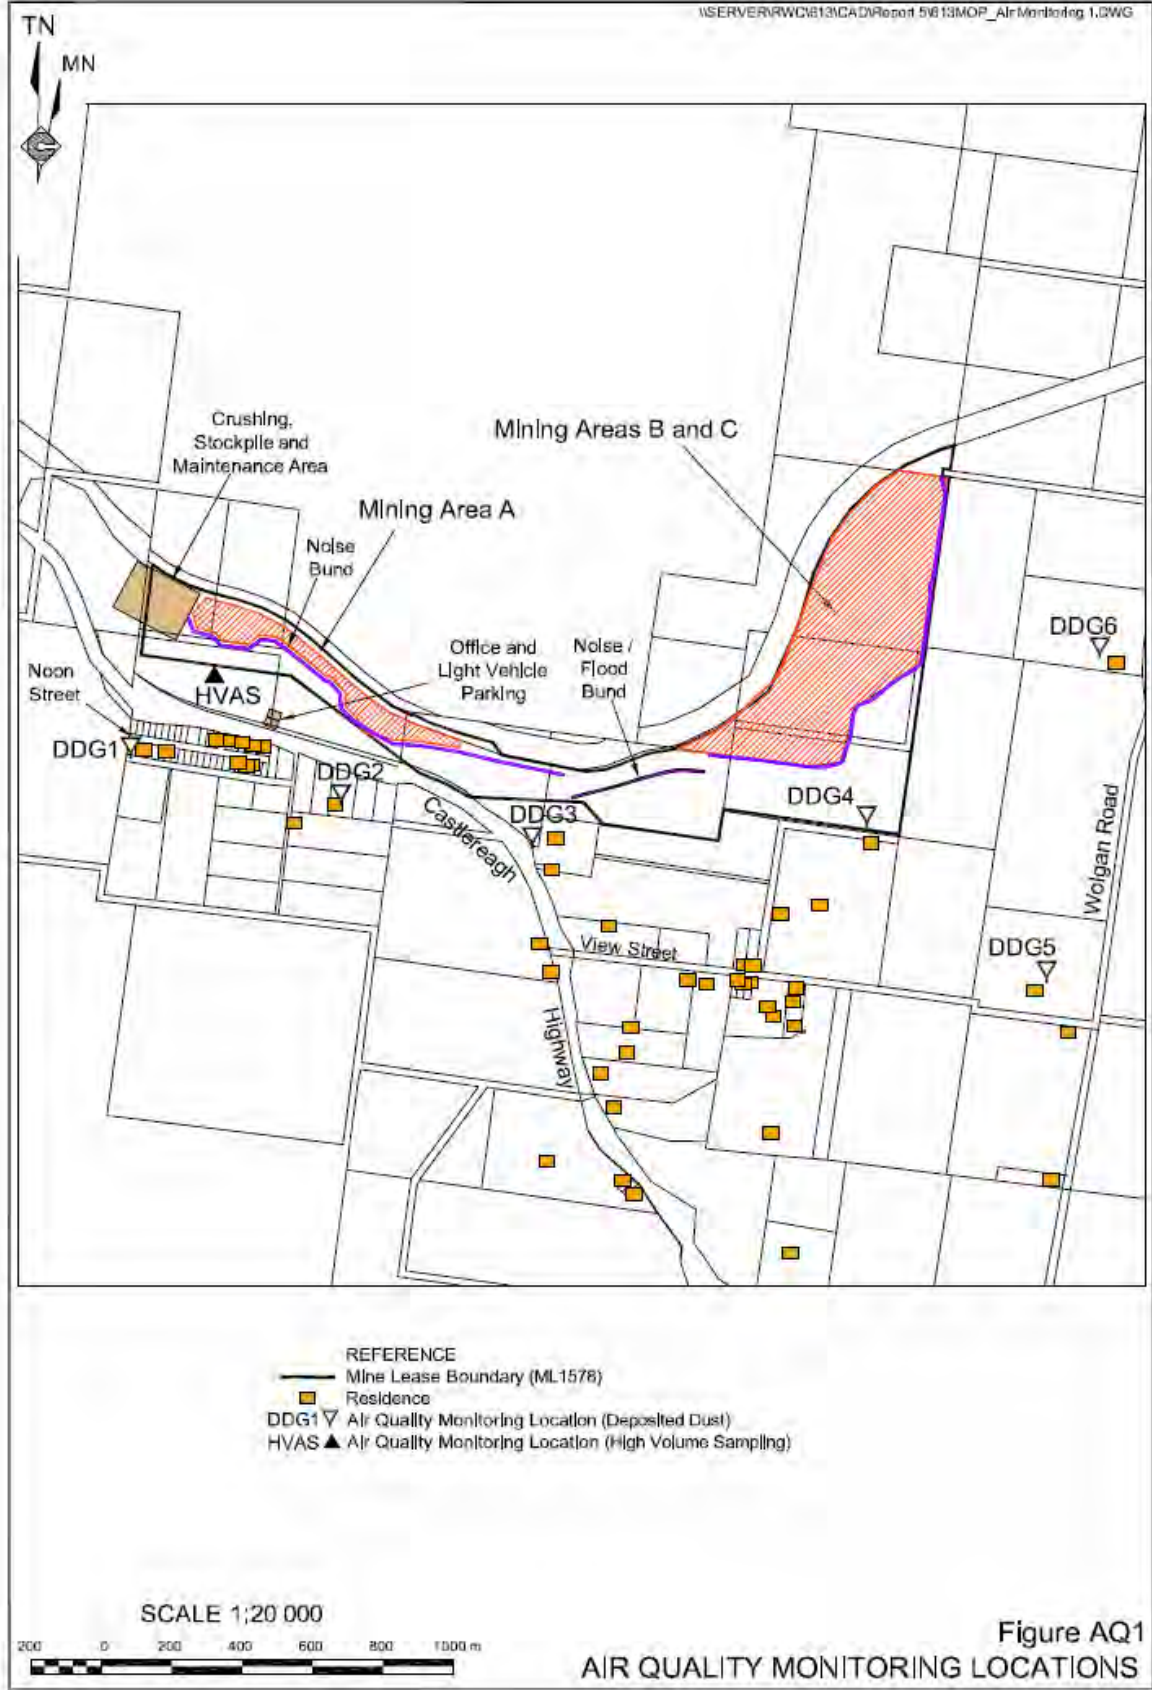 \\SERVER\RWC\613\CAD\Report 5\613MOP_Air Monitoring 1.DWG
TN
MN
Crushing,
Stockpile and
Maintenance Area
Mining Areas B and C
Mining Area A
Noise
Bund
Office and
Light Vehicle
Parking
Noise /
Flood
Bund
DDG6
Noon
Street
HVAS
DDG1
DDG2
DDG3
DDG4
Castlereagh
Wolgan Road
View Street
DDG5
Highway
REFERENCE
Mine Lease Boundary (ML1578)
Residence
DDG1 Air Quality Monitoring Location (Deposited Dust)
HVAS Air Quality Monitoring Location (High Volume Sampling)
SCALE 1:20 000
200 0 200 400 600 800 1000 m
Figure AQ1
AIR QUALITY MONITORING LOCATIONS